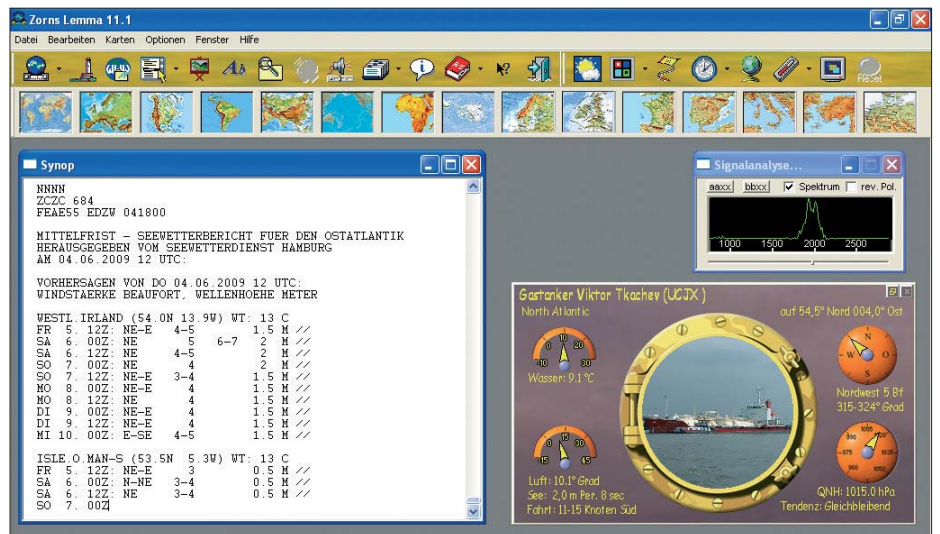 Zorns Lemma 11.1
Datei Bearbeiten Karten Optionen Fenster Hilfe
Synop
NNNN
ZCZC 684
FEAE55 EDZW 041800
MITTELFRIST - SEEWETTERBERICHT FUER DEN OSTATLANTIK
HERAUSGEGEBEN VOM SEEWETTERDIENST HAMBURG
AM 04.06.2009 12 UTC:
VORHERSAGEN VON DO 04.06.2009 12 UTC:
WINDSTAERKE BEAUFORT, WELLENHOEHE METER
WESTL.IRLAND (54.0N 13.9W) WT: 13 C
FR 5. 12Z: NE-E 4-5 1.5 M //
SA 6. 00Z: NE 5 6-7 2 M //
SA 6. 12Z: NE 4-5 2 M //
SO 7. 00Z: NE 4 2 M //
SO 7. 12Z: NE-E 3-4 1.5 M //
MO 8. 00Z: NE-E 4 1.5 M //
MO 8. 12Z: NE 4 1.5 M //
DI 9. 00Z: NE-E 4 1.5 M //
DI 9. 12Z: NE-E 4 1.5 M //
MI 10. 00Z: E-SE 4-5 1.5 M //
ISLE.O.MAN-S (53.5N 5.3W) WT: 13 C
FR 5. 12Z: NE-E 3 0.5 M //
SA 6. 00Z: N-NE 3-4 0.5 M //
SA 6. 12Z: NE 3-4 0.5 M //
SO 7. 00Z
Signalanalyse...
aaxx bbxx Spektrum rev. Pol.
1000 1500 2000 2500
Gastanker Viktor Tkachev (UCJX )
North Atlantic
auf 54,5° Nord 004,0° Ost
-10 0 10 20 30
Wasser: 9.1 °C
N
W O
S
Nordwest 5 Bf
315-324° Grad
-15 0 15 30 45
Luft: 10.1° Grad
See: 2,0 m Per. 8 sec
Fahrt: 11-15 Knoten Süd
QNH: 1015.0 hPa
Tendenz: Gleichbleibend